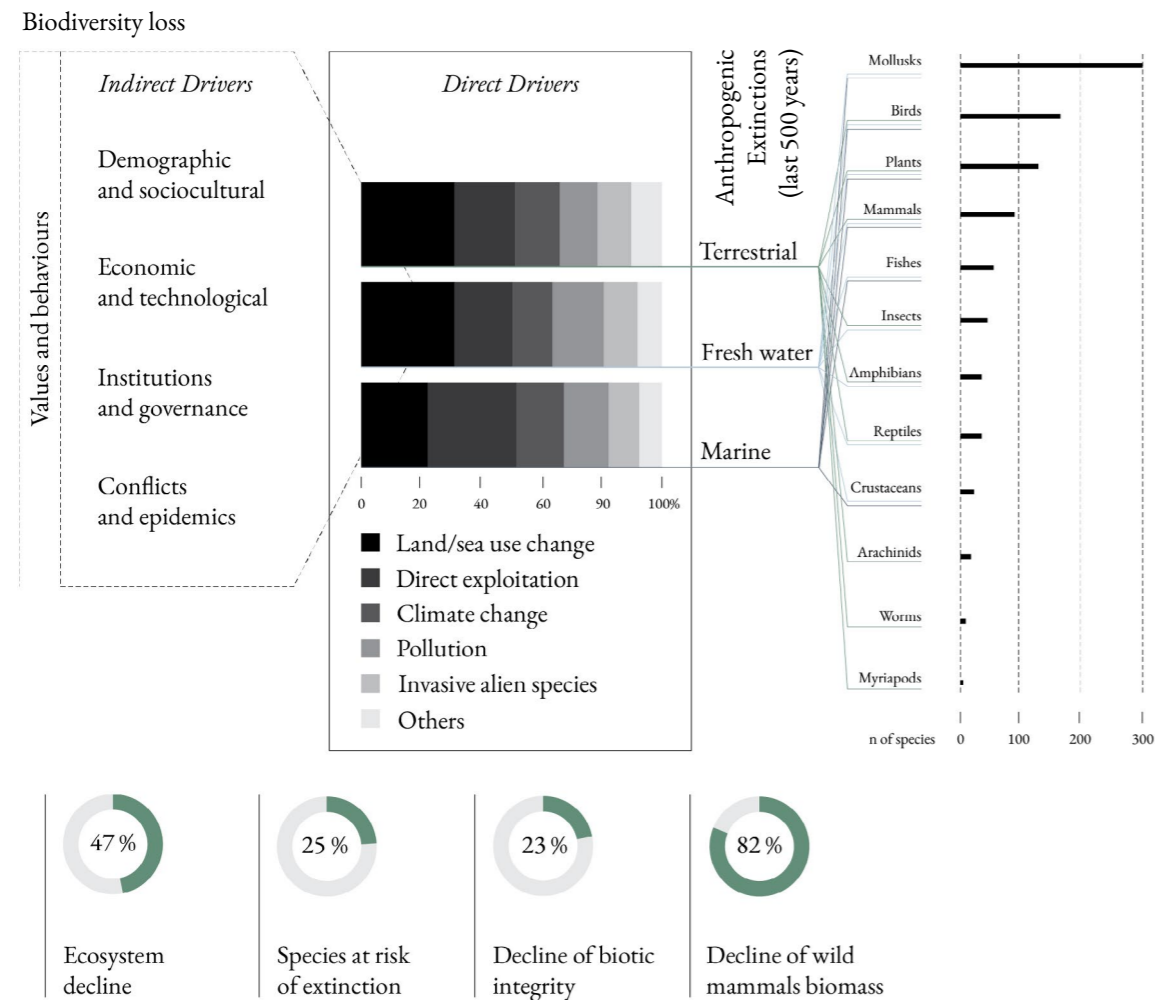 Biodiversity loss
Values and behaviours
Indirect Drivers
Demographic
and sociocultural
Economic
and technological
Institutions
and governance
Conflicts
and epidemics
Direct Drivers
Terrestrial
Fresh water
Marine
0 20 40 60 90 100%
Land/sea use change
Direct exploitation
Climate change
Pollution
Invasive alien species
Others
Anthropogenic
Extinctions
(last 500 years)
Mollusks
Birds
Plants
Mammals
Fishes
Insects
Amphibians
Reptiles
Crustaceans
Arachinids
Worms
Myriapods
n of species 0 100 200 300
47 %
Ecosystem
decline
25 %
Species at risk
of extinction
23 %
Decline of biotic
integrity
82 %
Decline of wild
mammals biomass